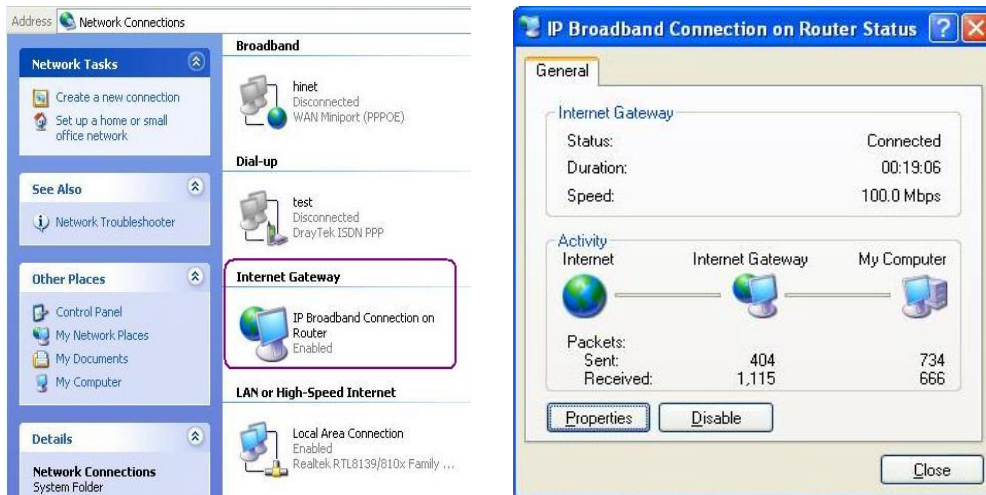 Address Network Connections
Network Tasks
Create a new connection
Set up a home or small
office network
See Also
Network Troubleshooter
Other Places
Control Panel
My Network Places
My Documents
My Computer
Details
Network Connections
System Folder
Broadband
hinet
Disconnected
WAN Miniport (PPPOE)
Dial-up
test
Disconnected
DrayTek ISDN PPP
Internet Gateway
IP Broadband Connection on
Router
Enabled
LAN or High-Speed Internet
Local Area Connection
Enabled
Realtek RTL8139/810x Family ...
IP Broadband Connection on Router Status
General
Internet Gateway
Status: Connected
Duration: 00:19:06
Speed: 100.0 Mbps
Activity
Internet Internet Gateway My Computer
Packets:
Sent: 404 734
Received: 1,115 666
Properties Disable
Close